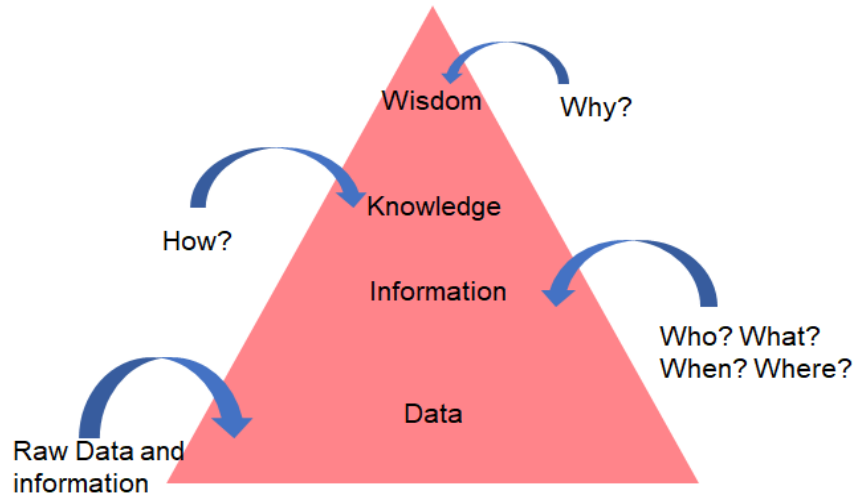 Wisdom
Why?
Knowledge
How?
Information
Who? What?
When? Where?
Data
Raw Data and
information